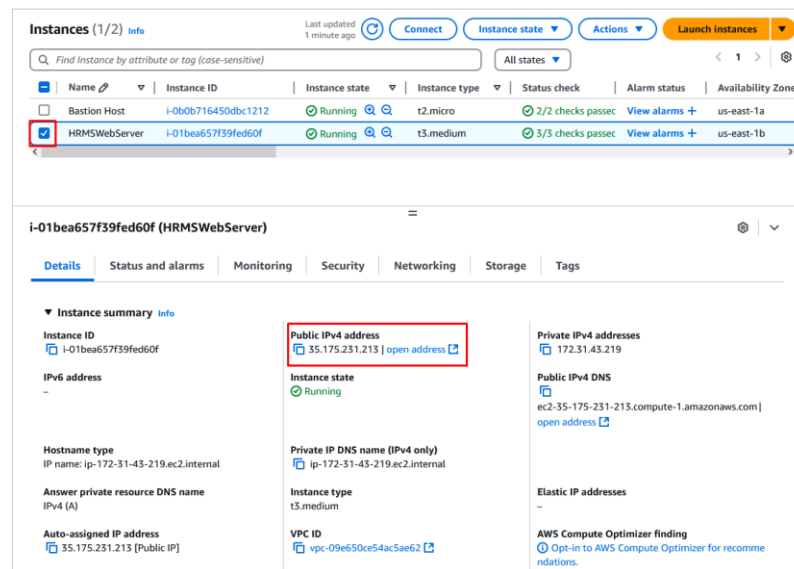 Instances (1/2) Info
Last updated
1 minute ago
Connect
Instance state
Actions
Launch instances
Find Instance by attribute or tag (case-sensitive)
All states
1
Name Instance ID Instance state Instance type Status check Alarm status Availability Zone
Bastion Host i-0b0b716450dbc1212 Running t2.micro 2/2 checks passec View alarms + us-east-1a
HRMSWebServer i-01bea657f39fed60f Running t3.medium 3/3 checks passec View alarms + us-east-1b
i-01bea657f39fed60f (HRMSWebServer)
Details Status and alarms Monitoring Security Networking Storage Tags
Instance summary Info
Instance ID
i-01bea657f39fed60f
Public IPv4 address
35.175.231.213 | open address
Private IPv4 addresses
172.31.43.219
IPv6 address
–
Instance state
Running
Public IPv4 DNS
ec2-35-175-231-213.compute-1.amazonaws.com |
open address
Hostname type
IP name: ip-172-31-43-219.ec2.internal
Private IP DNS name (IPv4 only)
ip-172-31-43-219.ec2.internal
Answer private resource DNS name
IPv4 (A)
Instance type
t3.medium
Elastic IP addresses
–
Auto-assigned IP address
35.175.231.213 [Public IP]
VPC ID
vpc-09e650ce54ac5ae62
AWS Compute Optimizer finding
Opt-in to AWS Compute Optimizer for recomme
ndations.